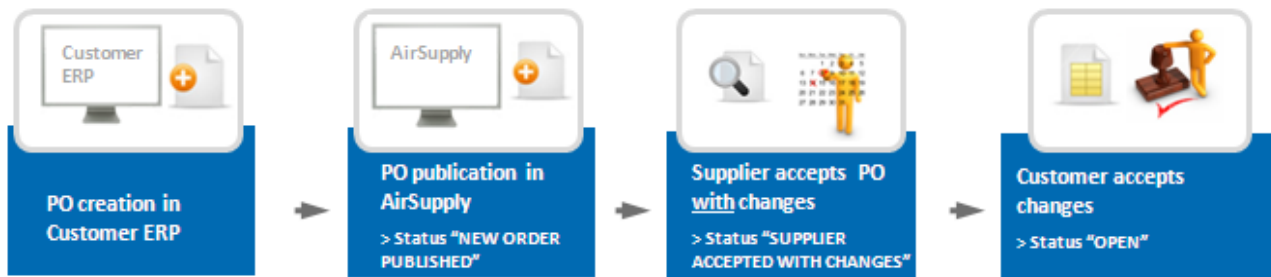 Customer
ERP
PO creation in
Customer ERP
AirSupply
PO publication in
AirSupply
> Status “NEW ORDER
PUBLISHED”
Supplier accepts PO
with changes
> Status “SUPPLIER
ACCEPTED WITH CHANGES”
Customer accepts
changes
> Status “OPEN”